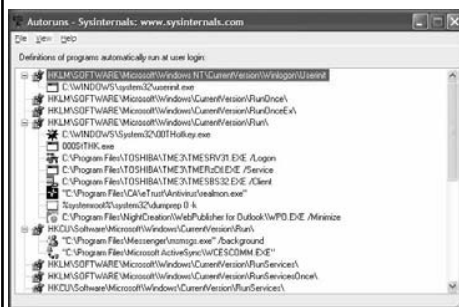 Autoruns - Sysinternals: www.sysinternals.com
File View Help
Definitions of programs automatically run at user login:
HKLM\SOFTWARE\Microsoft\Windows NT\CurrentVersion\Winlogon\Userinit
C:\WINDOWS\system32\userinit.exe
HKLM\SOFTWARE\Microsoft\Windows\CurrentVersion\RunOnce\
HKLM\SOFTWARE\Microsoft\Windows\CurrentVersion\RunOnceEx\
HKLM\SOFTWARE\Microsoft\Windows\CurrentVersion\Run\
C:\WINDOWS\System32\00THotkey.exe
000StTHK.exe
C:\Program Files\TOSHIBA\TME3\TMESRV31.EXE /Logon
C:\Program Files\TOSHIBA\TME3\TMERzCtl.EXE /Service
C:\Program Files\TOSHIBA\TME3\TMESBS32.EXE /Client
"C:\Program Files\CA\eTrust\Antivirus\realmon.exe"
%systemroot%\system32\dumprep 0 -k
C:\Program Files\NightCreation\WebPublisher for Outlook\WPO.EXE /Minimize
HKCU\Software\Microsoft\Windows\CurrentVersion\Run\
"C:\Program Files\Messenger\msmsgs.exe" /background
"C:\Program Files\Microsoft ActiveSync\WCESCOMM.EXE"
HKLM\SOFTWARE\Microsoft\Windows\CurrentVersion\RunServices\
HKLM\SOFTWARE\Microsoft\Windows\CurrentVersion\RunServicesOnce\
HKCU\Software\Microsoft\Windows\CurrentVersion\RunServices\